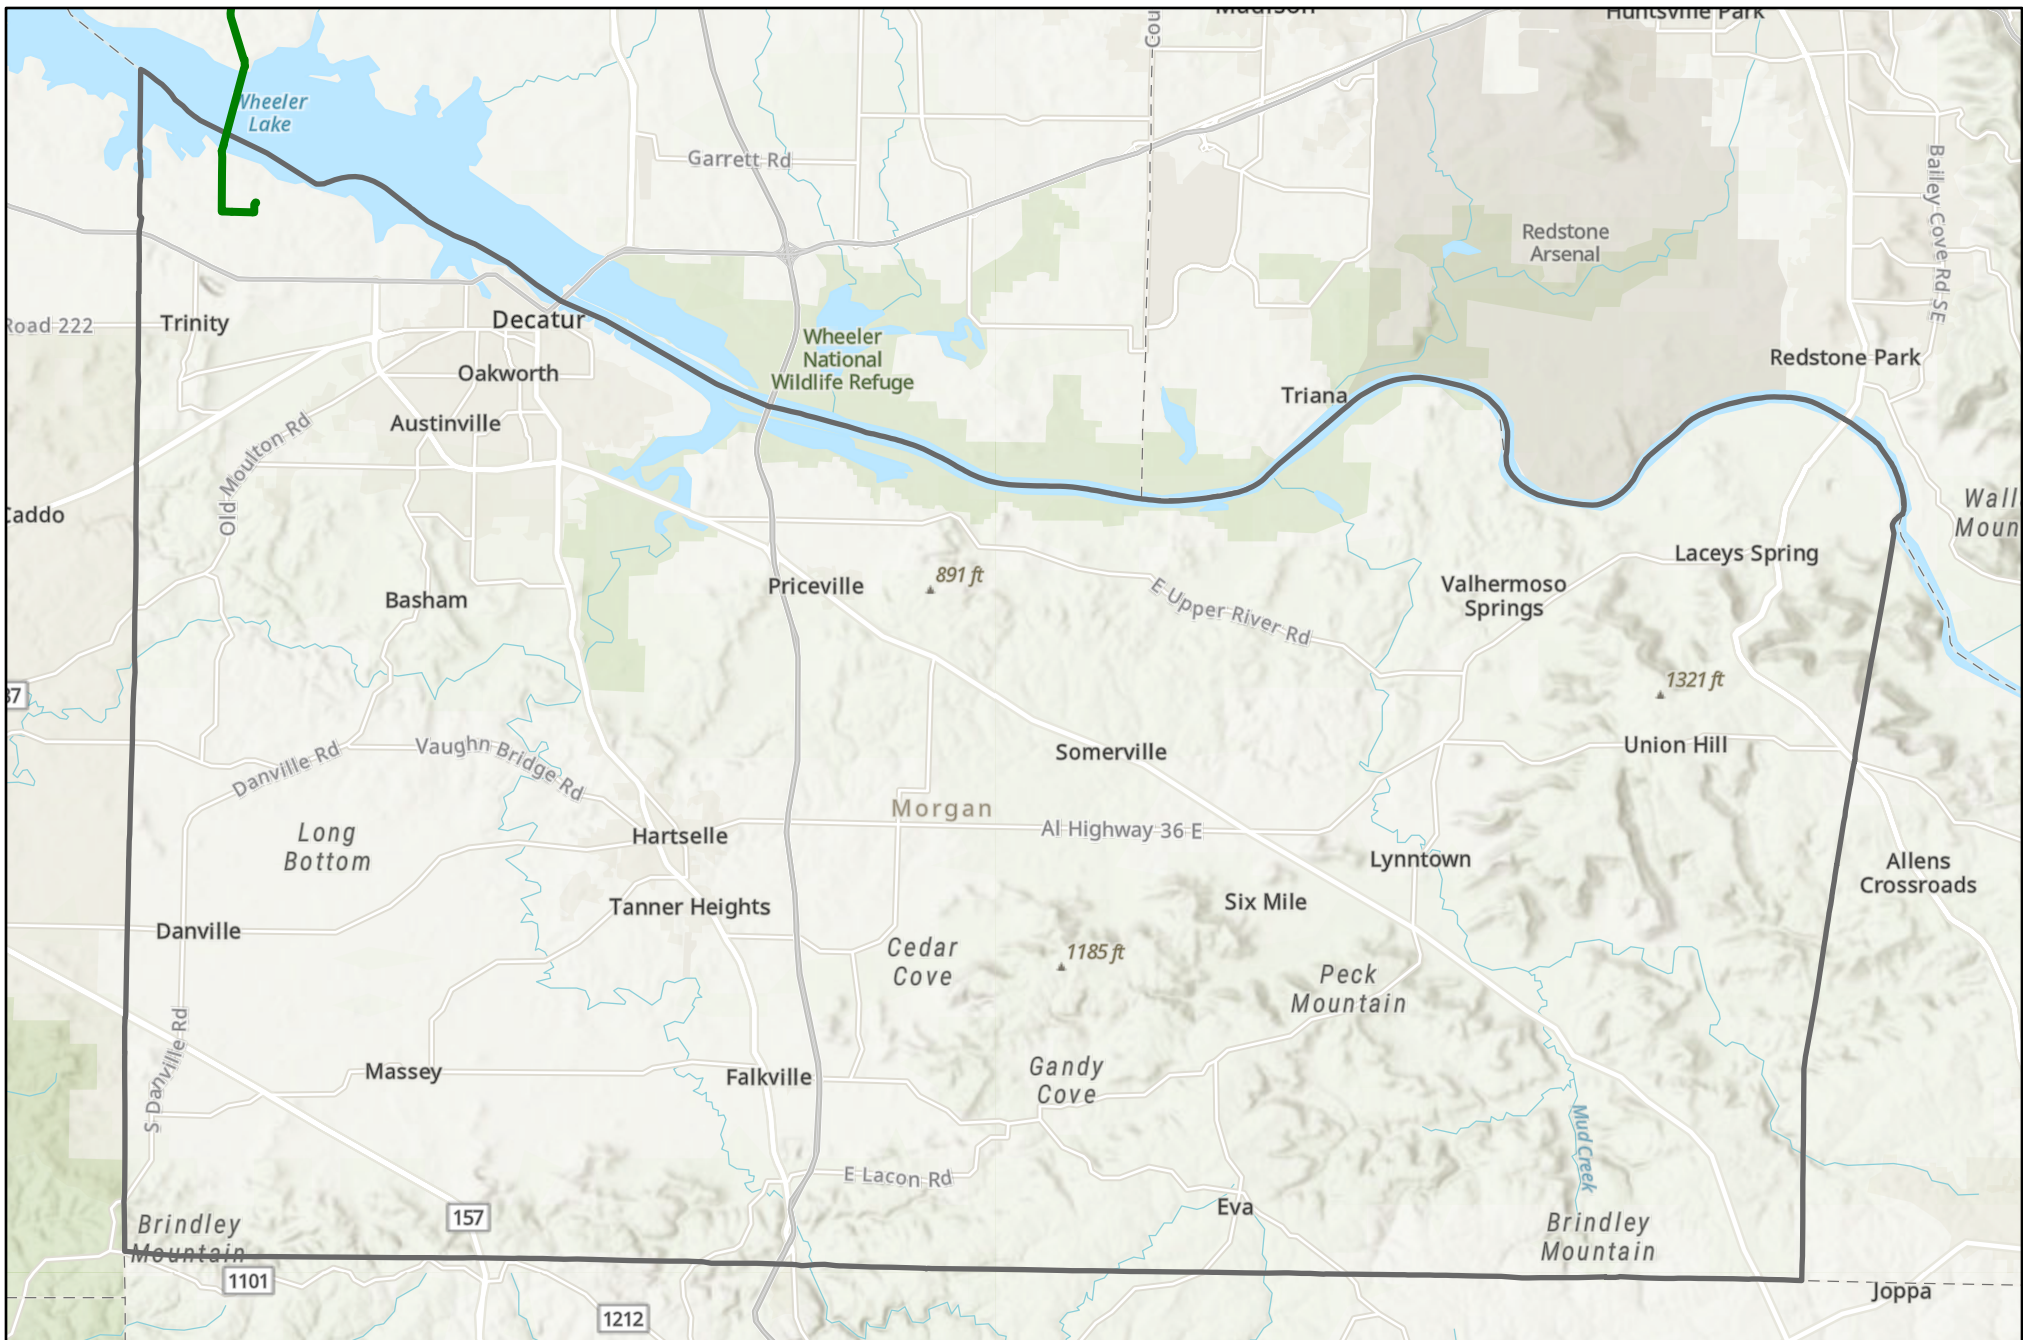 Madison
Huntsville Park
Con
Wheeler
Lake
Garrett Rd
Bailey Cove Rd SE
Redstone
Arsenal
Road 222
Trinity
Decatur
Wheeler
National
Wildlife Refuge
Redstone Park
Oakworth
Triana
Austinville
Old Moulton Rd
Caddo
Wall
Moun
Laceys Spring
891 ft
Priceville
Basham
E Upper River Rd
Valhermoso
Springs
1321 ft
37
Danville Rd
Vaughn Bridge Rd
Somerville
Union Hill
Morgan
Long
Bottom
Hartselle
Al Highway 36 E
Lynntown
Allens
Crossroads
Tanner Heights
Six Mile
Danville
Cedar
Cove
1185 ft
Peck
Mountain
S Danville Rd
Massey
Falkville
Gandy
Cove
Mud Creek
E Lacon Rd
Eva
157
Brindley
Mountain
Brindley
Mountain
1101
Joppa
1212